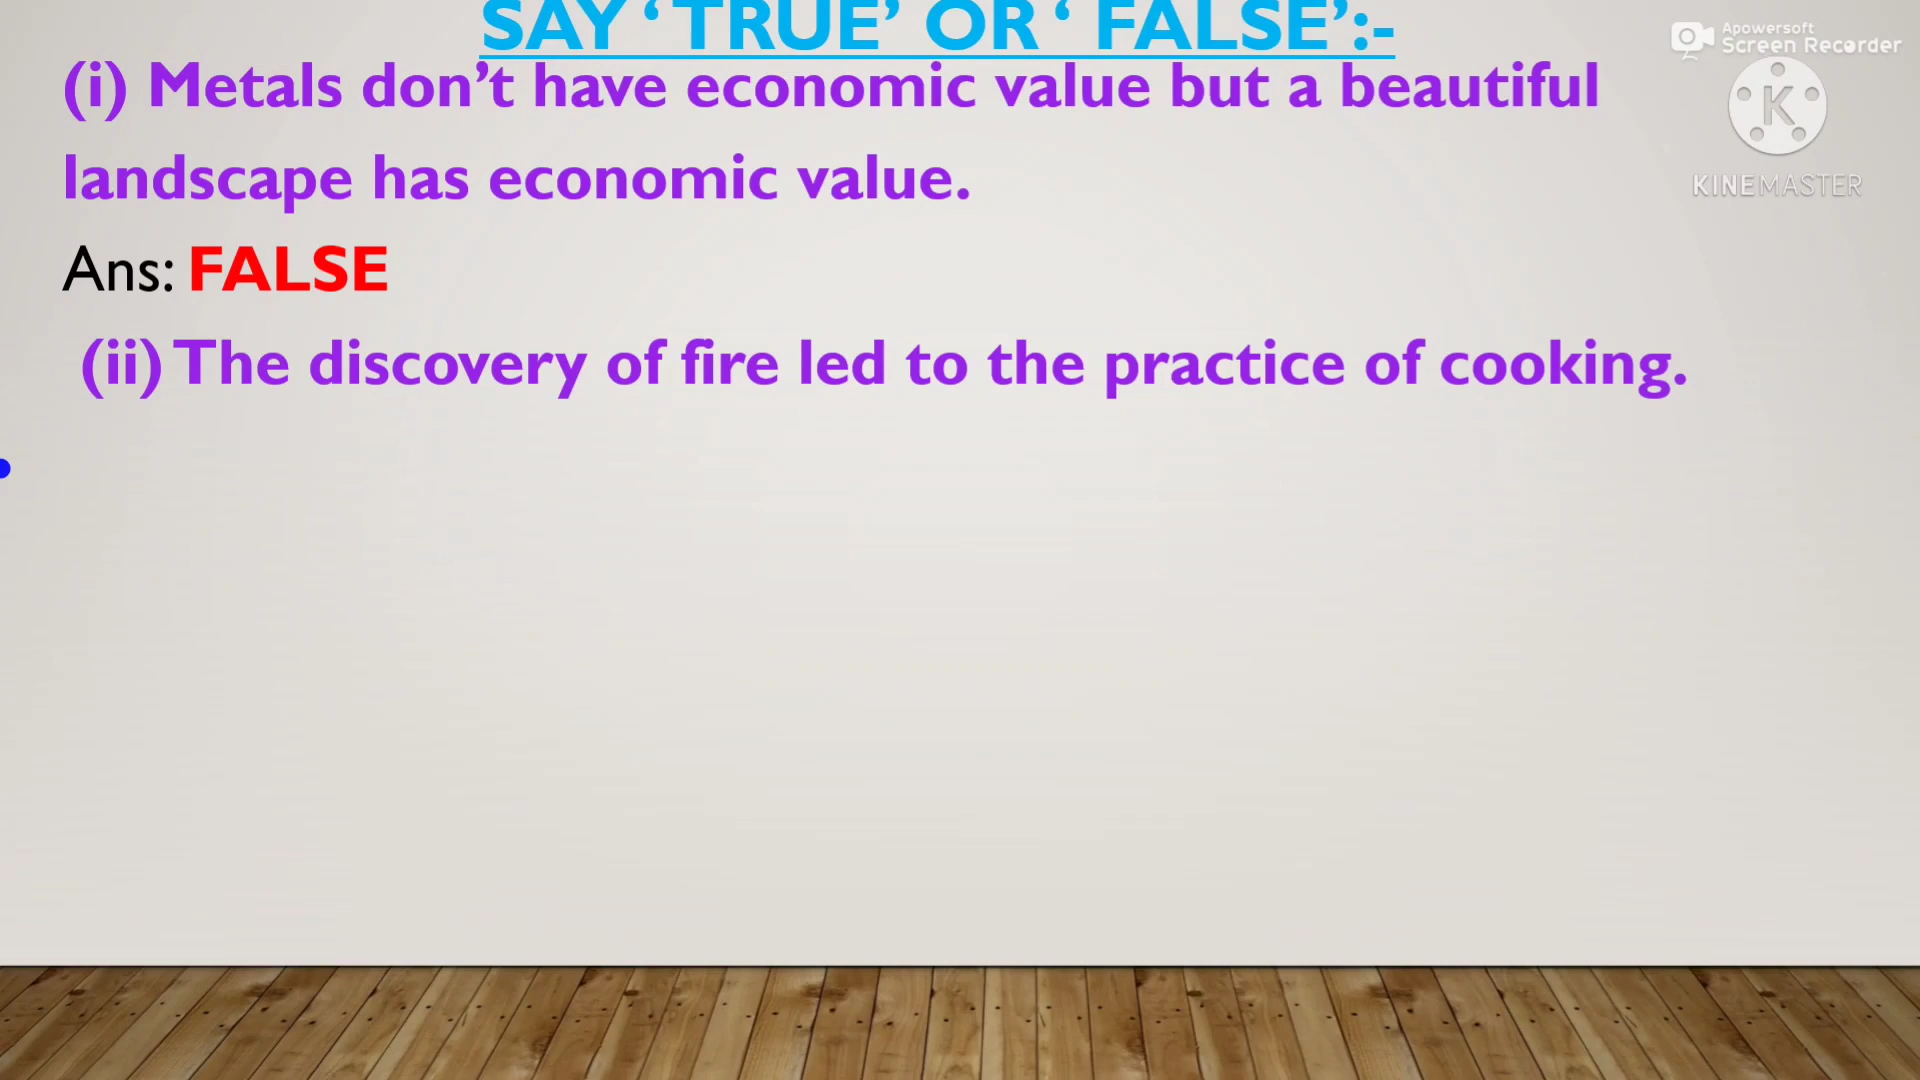 SAY ‘ TRUE’ OR ‘ FALSE’:-
(i) Metals don’t have economic value but a beautiful
landscape has economic value.
Ans: FALSE
(ii) The discovery of fire led to the practice of cooking.
Apowersoft
Screen Recorder
K
KINEMASTER